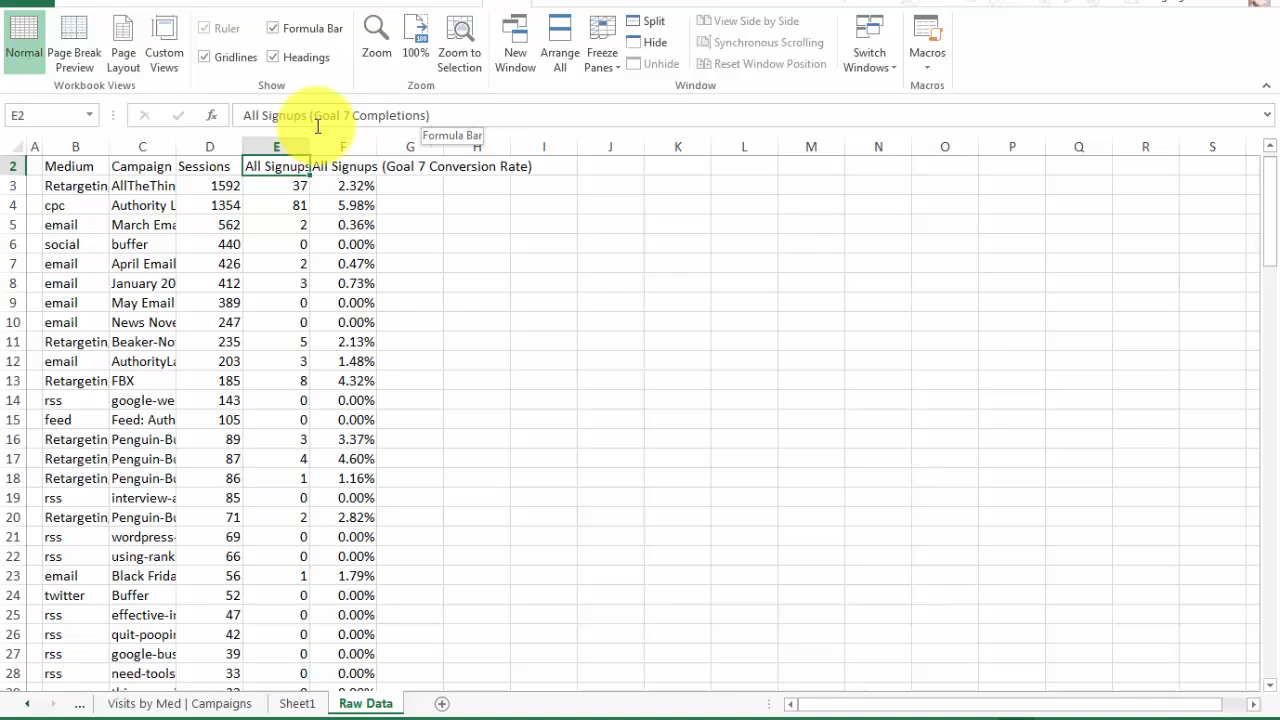 Normal
Page Break Preview
Page Layout
Custom Views
Workbook Views
Ruler
Formula Bar
Gridlines
Headings
Show
Zoom
100%
Zoom to Selection
Zoom
New Window
Arrange All
Freeze Panes
Split
Hide
Unhide
View Side by Side
Synchronous Scrolling
Reset Window Position
Window
Switch Windows
Macros
Macros
E2
fx
All Signups (Goal 7 Completions)
Formula Bar
A B C D E F G H I J K L M N O P Q R S
2 Medium Campaign Sessions All Signups All Signups (Goal 7 Conversion Rate)
3 Retargetin AllTheThin 1592 37 2.32%
4 cpc Authority L 1354 81 5.98%
5 email March Ema 562 2 0.36%
6 social buffer 440 0 0.00%
7 email April Email 426 2 0.47%
8 email January 20 412 3 0.73%
9 email May Email 389 0 0.00%
10 email News Nove 247 0 0.00%
11 Retargetin Beaker-No 235 5 2.13%
12 email AuthorityLa 203 3 1.48%
13 Retargetin FBX 185 8 4.32%
14 rss google-we 143 0 0.00%
15 feed Feed: Auth 105 0 0.00%
16 Retargetin Penguin-Bu 89 3 3.37%
17 Retargetin Penguin-Bu 87 4 4.60%
18 Retargetin Penguin-Bu 86 1 1.16%
19 rss interview-a 85 0 0.00%
20 Retargetin Penguin-Bu 71 2 2.82%
21 rss wordpress- 69 0 0.00%
22 rss using-rank 66 0 0.00%
23 email Black Frida 56 1 1.79%
24 twitter Buffer 52 0 0.00%
25 rss effective-in 47 0 0.00%
26 rss quit-poopi 42 0 0.00%
27 rss google-bus 39 0 0.00%
28 rss need-tools 33 0 0.00%
... Visits by Med | Campaigns Sheet1 Raw Data